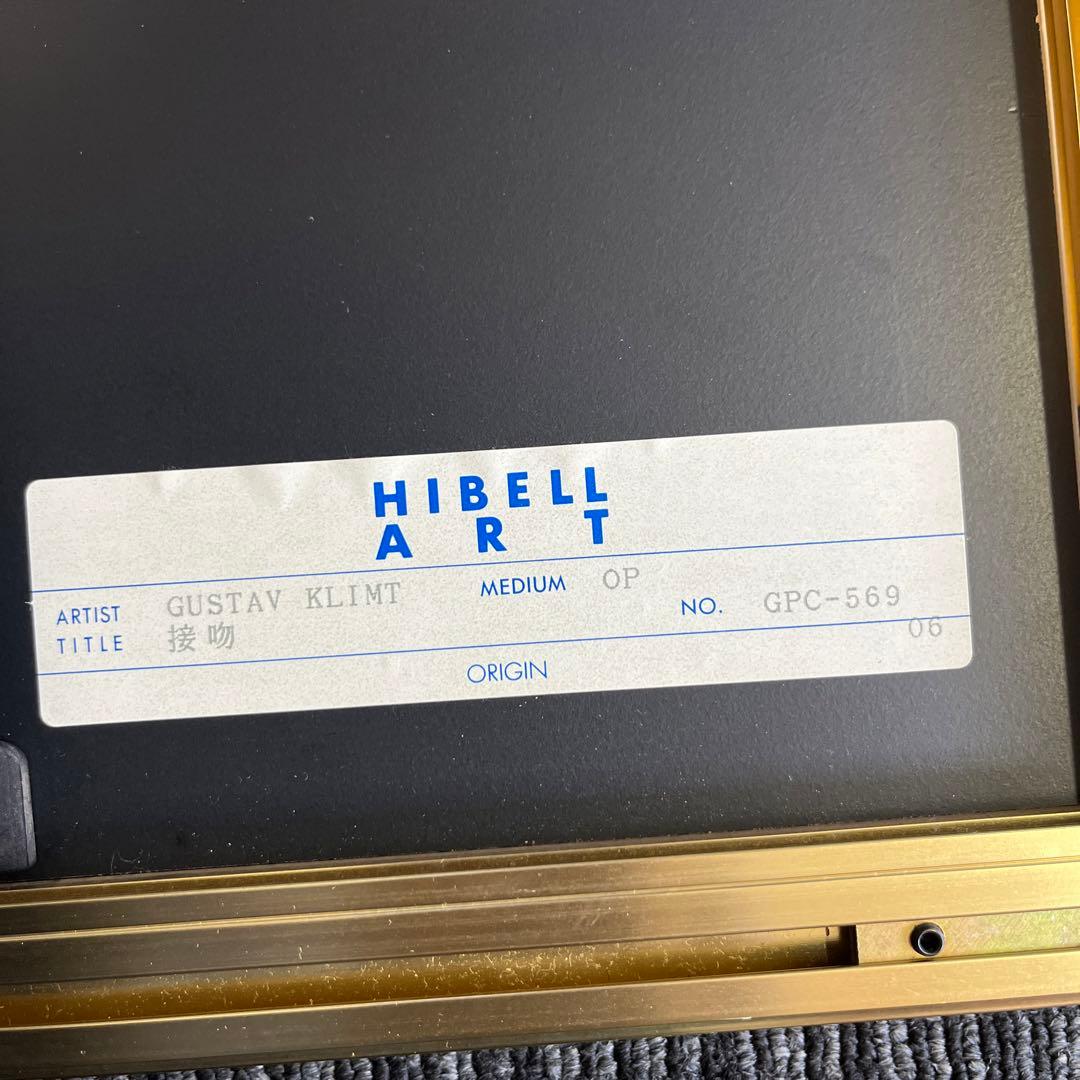 HIBELL
ART
ARTIST GUSTAV KLIMT MEDIUM OP
TITLE 接吻 NO. GPC-569
06
ORIGIN